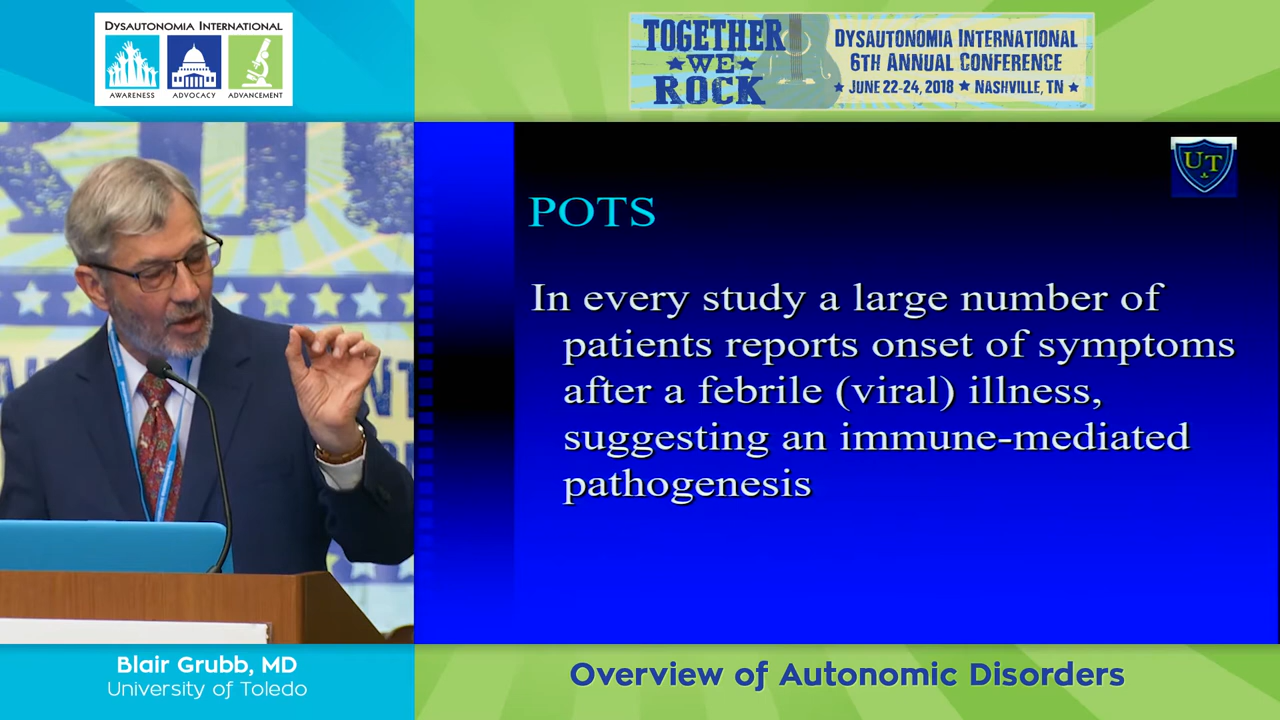 DYSAUTONOMIA INTERNATIONAL
AWARENESS ADVOCACY ADVANCEMENT
TOGETHER
WE
ROCK
DYSAUTONOMIA INTERNATIONAL
6TH ANNUAL CONFERENCE
JUNE 22-24, 2018 ★ NASHVILLE, TN
UT
POTS
In every study a large number of
patients reports onset of symptoms
after a febrile (viral) illness,
suggesting an immune-mediated
pathogenesis
Blair Grubb, MD
University of Toledo
Overview of Autonomic Disorders